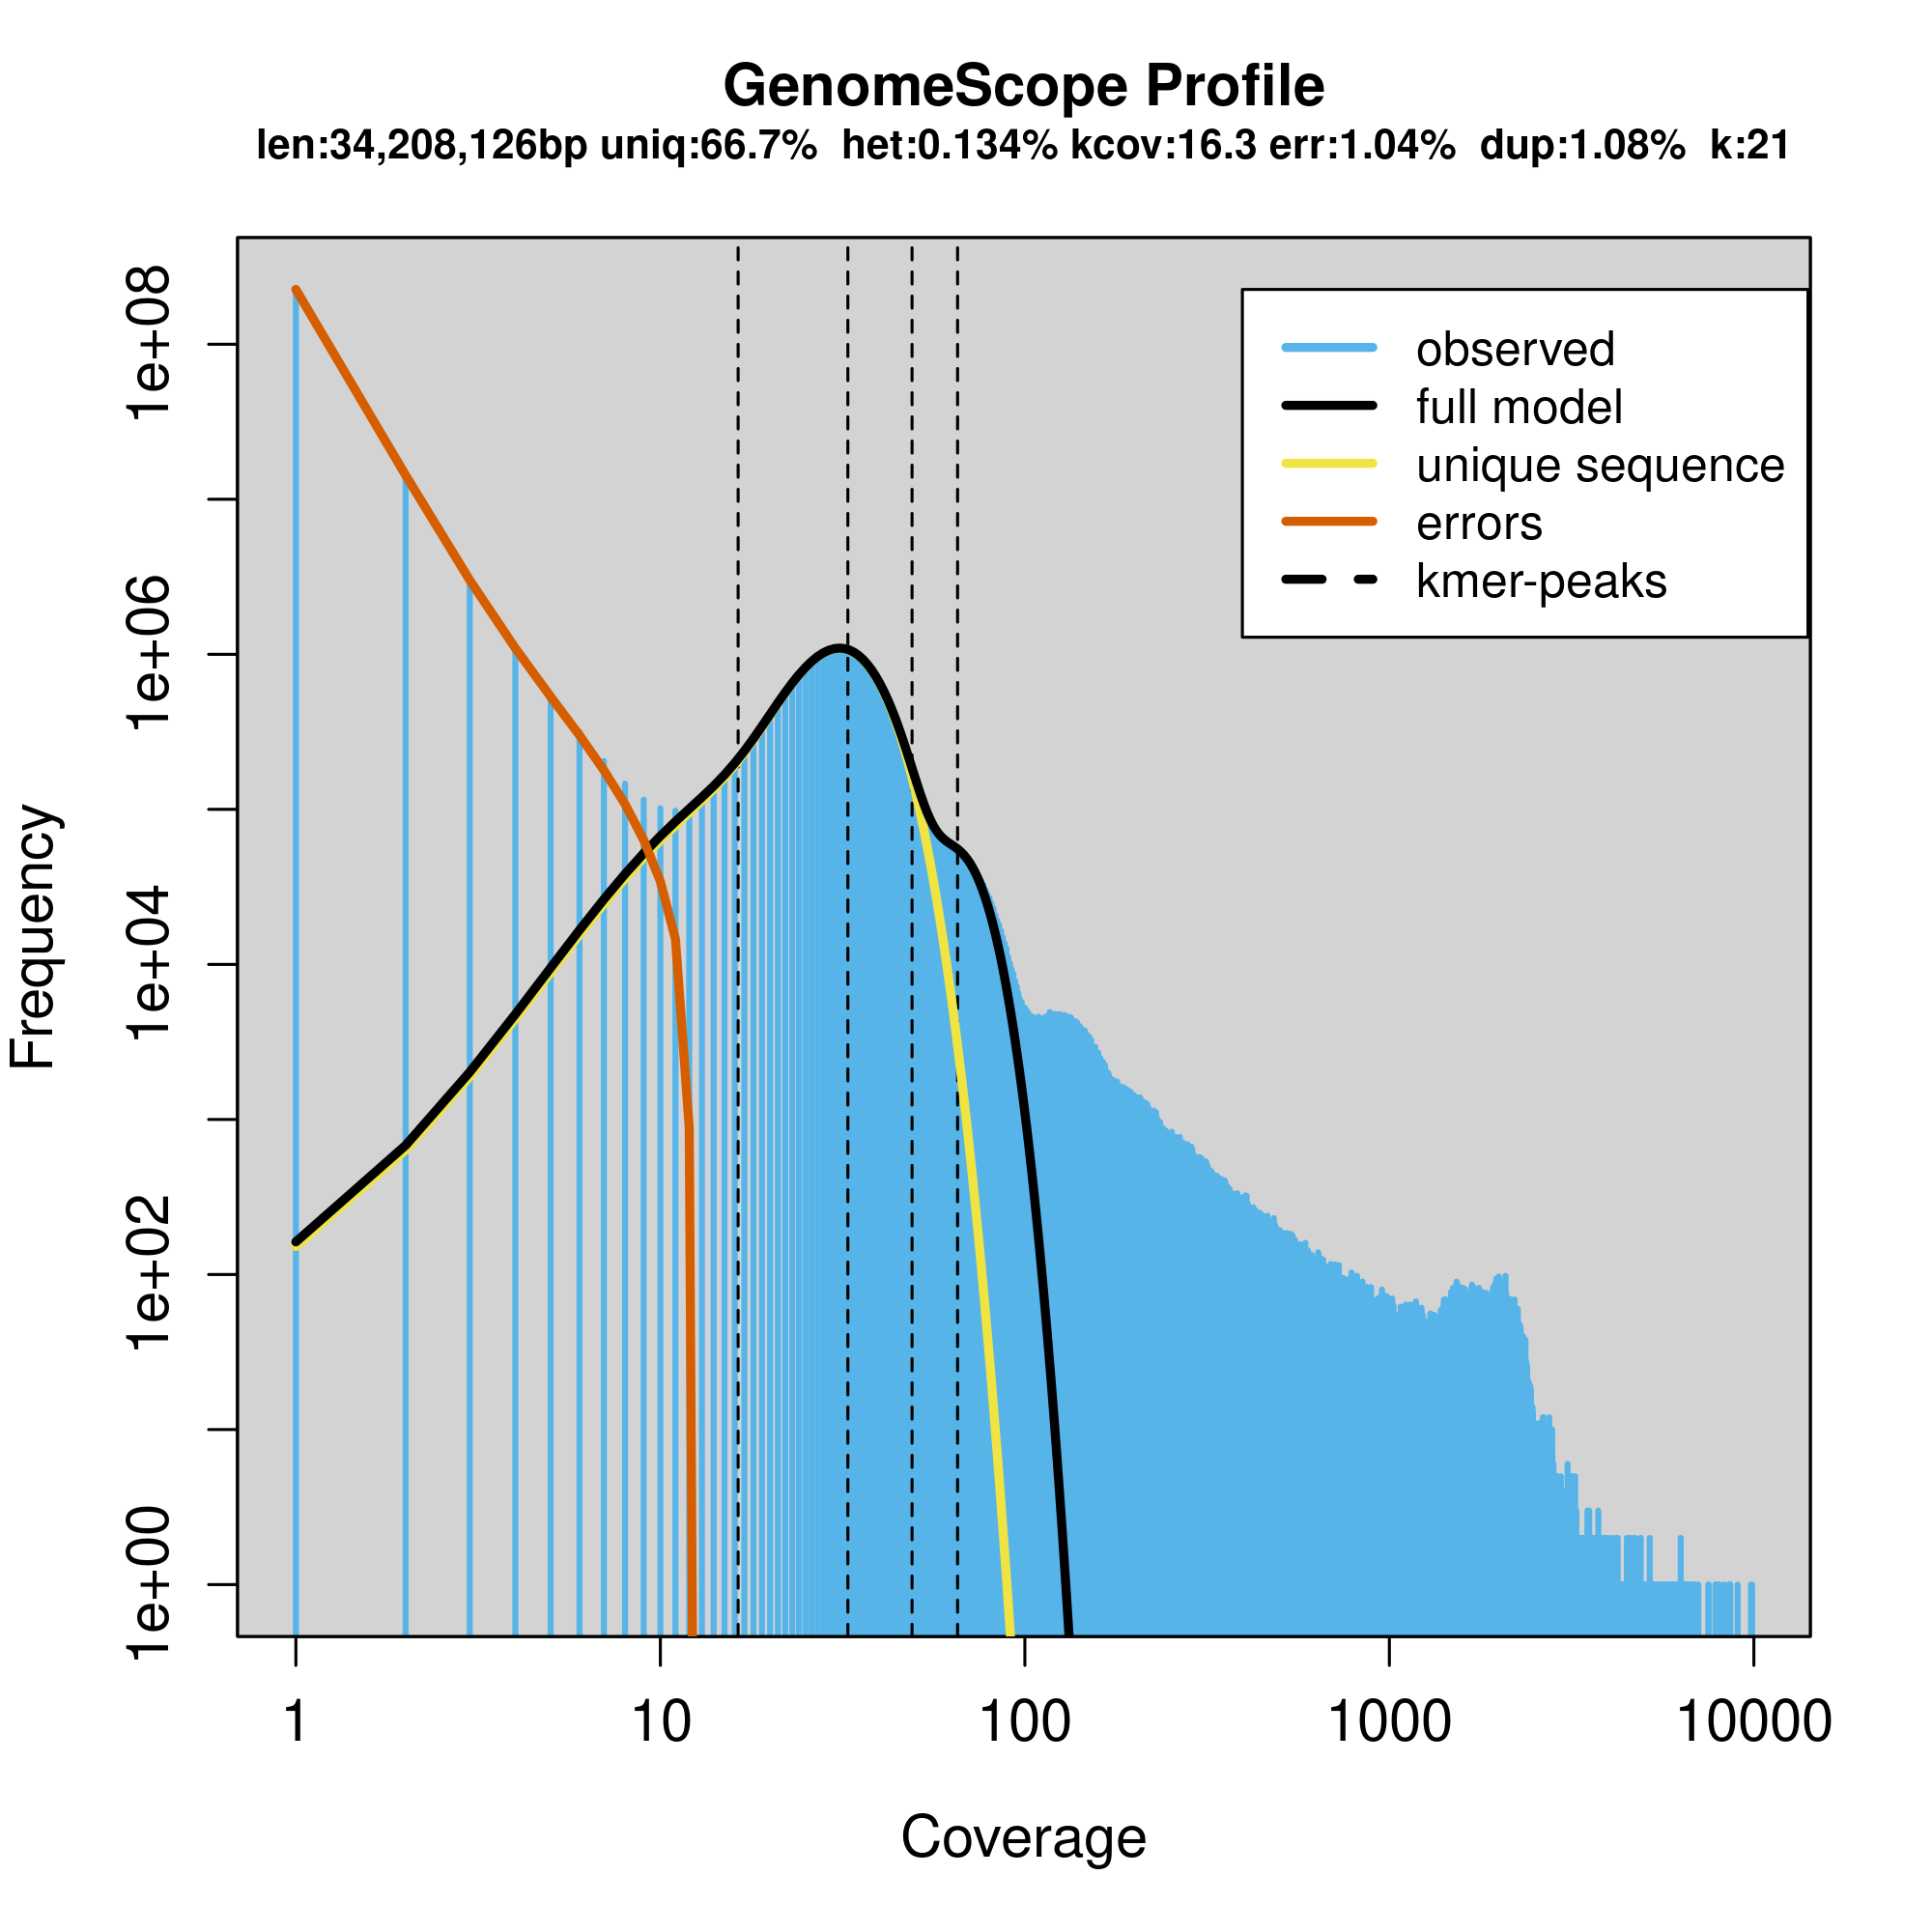 GenomeScope Profile
len:34,208,126bp uniq:66.7%  het:0.134% kcov:16.3 err:1.04%  dup:1.08%  k:21
observed
full model
unique sequence
errors
kmer-peaks
Frequency
1e+08
1e+06
1e+04
1e+02
1e+00
1 10 100 1000 10000
Coverage